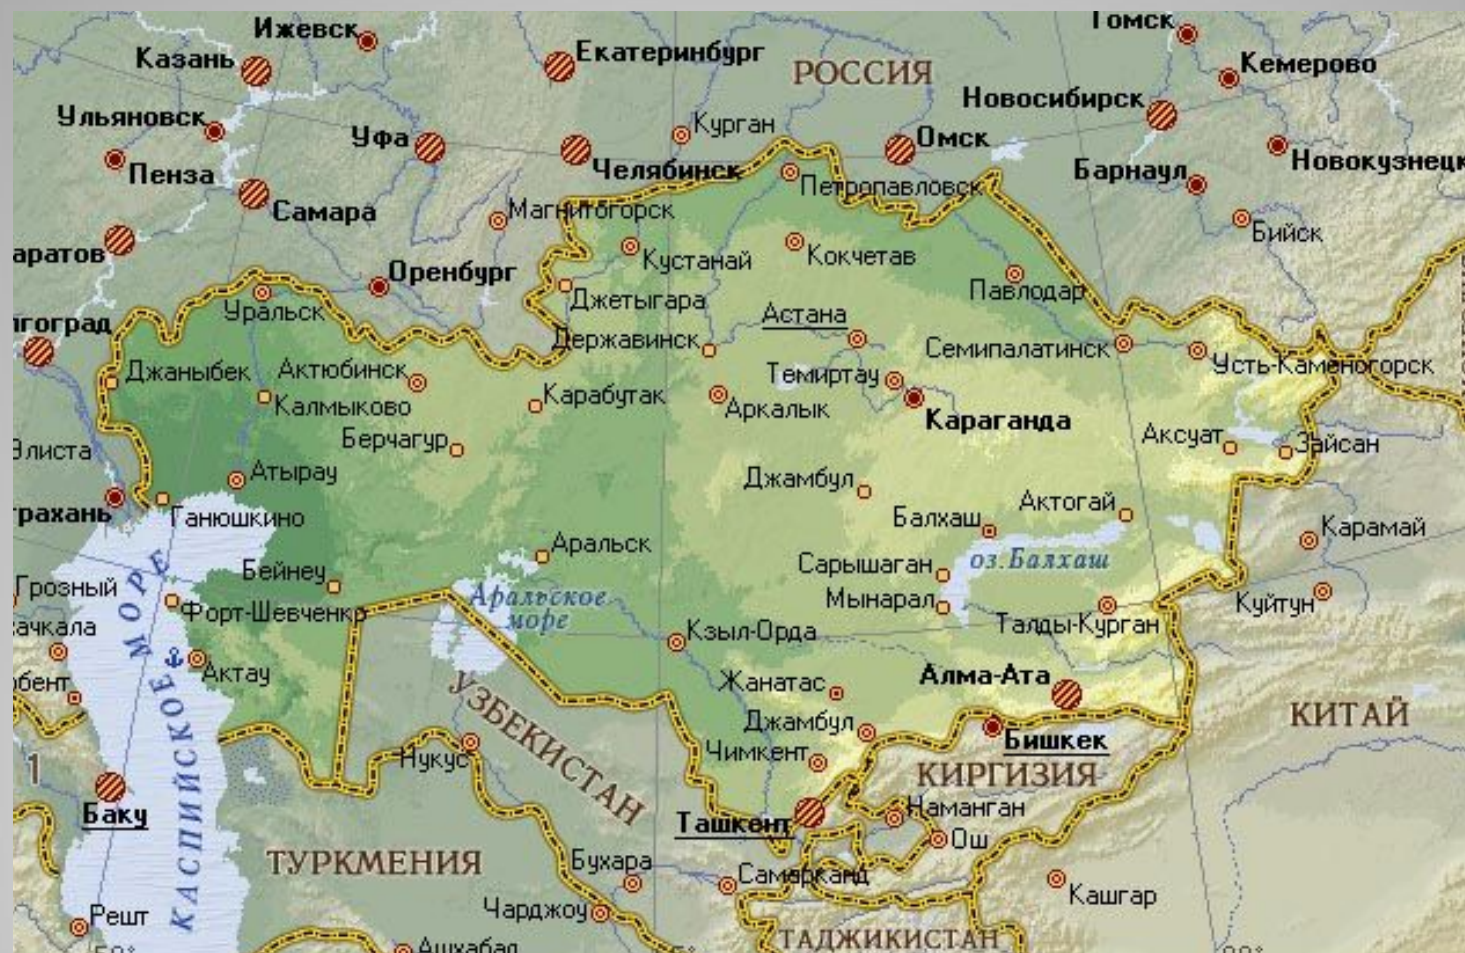 Ижевск
Томск
Казань
Екатеринбург
РОССИЯ
Кемерово
Новосибирск
Ульяновск
Курган
Уфа
Омск
Челябинск
Новокузнецк
Пенза
Барнаул
Петропавловск
Самара
Магнитогорск
Бийск
аратов
Кустанай
Кокчетав
Оренбург
Павлодар
Джетыгара
Уральск
Астана
лгоград
Державинск
Семипалатинск
Усть-Каменогорск
Джаныбек
Актюбинск
Темиртау
Карабутак
Калмыково
Аркалык
Караганда
Берчагур
Аксуат
Зайсан
Элиста
Атырау
Джамбул
Актогай
трахань
Ганюшкино
Балхаш
Карамай
Аральск
оз.Балхаш
Сарышаган
Бейнеу
Грозный
МОРЕ
Аральское
море
Форт-Шевченко
Мынарал
Куйтун
ачкала
Талды-Курган
Кзыл-Орда
Актау
рбент
Жанатас
Алма-Ата
КАСПИЙСКОЕ
УЗБЕКИСТАН
Джамбул
КИТАЙ
Бишкек
Чимкент
Нукус
1
КИРГИЗИЯ
Наманган
Баку
Ташкент
Ош
ТУРКМЕНИЯ
Бухара
Самарканд
Кашгар
Чарджоу
Решт
ТАДЖИКИСТАН
Ашхабад